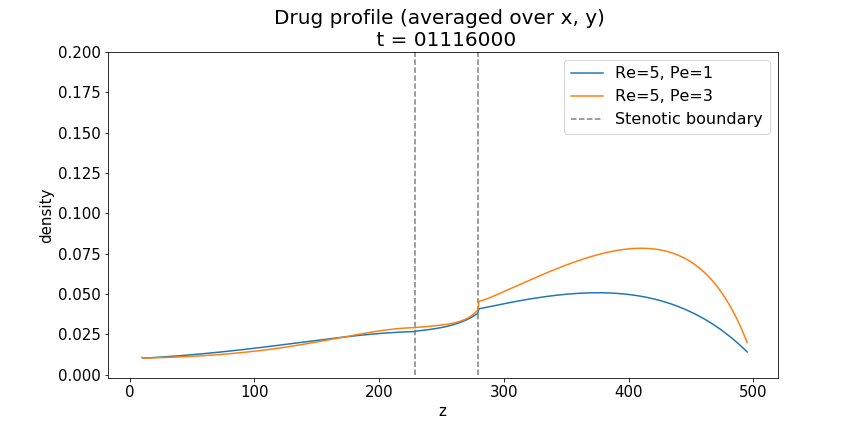 Drug profile (averaged over x, y)
t = 01116000
0.200
0.175
0.150
0.125
0.100
0.075
0.050
0.025
0.000
density
Re=5, Pe=1
Re=5, Pe=3
Stenotic boundary
0 100 200 300 400 500
z